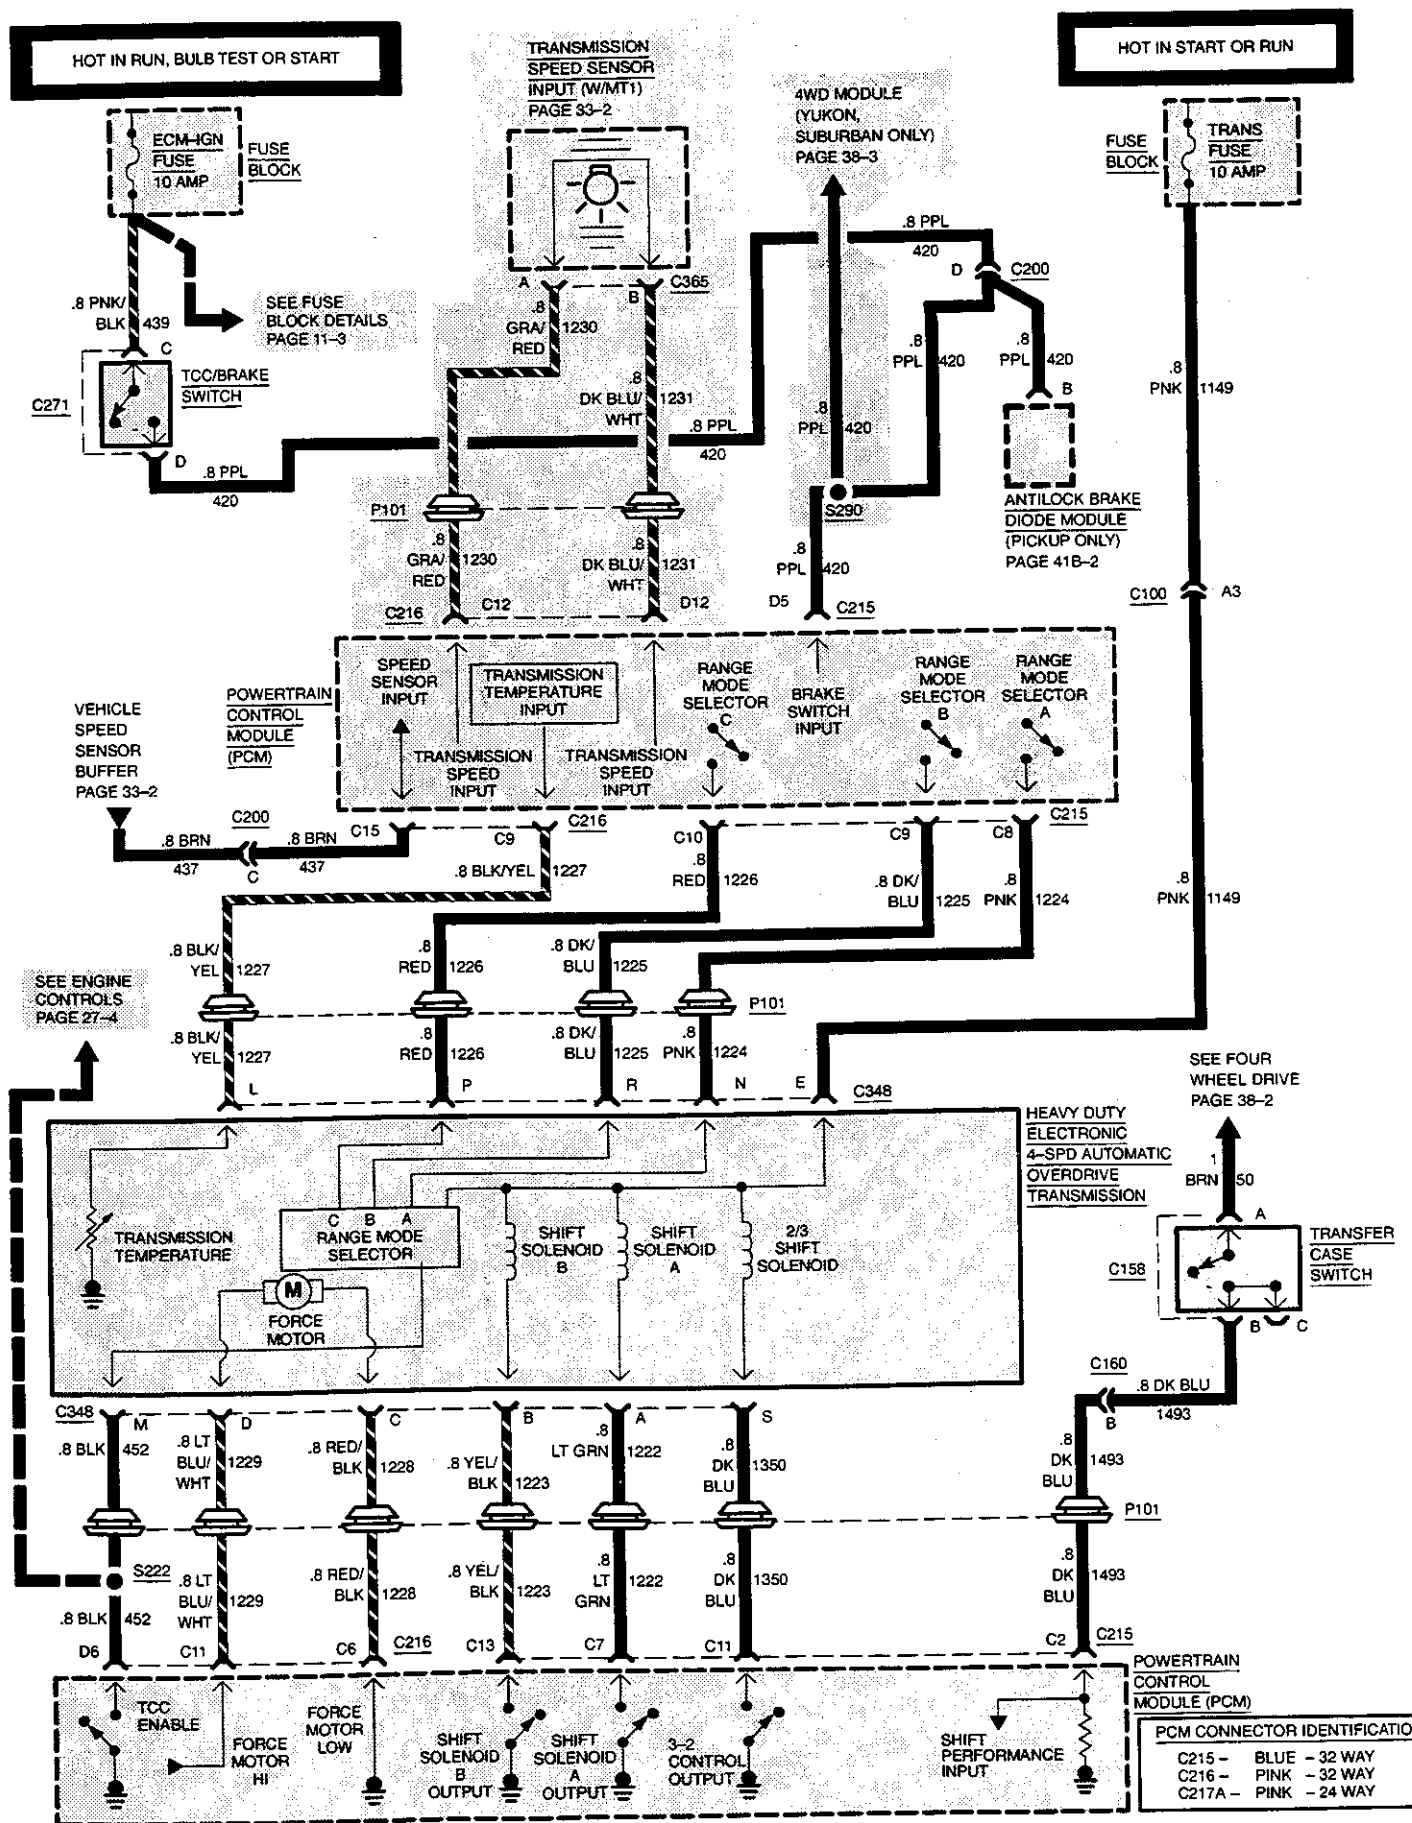 HOT IN RUN, BULB TEST OR START
HOT IN START OR RUN
TRANSMISSION
SPEED SENSOR
INPUT (W/MT1)
PAGE 33-2
4WD MODULE
(YUKON,
SUBURBAN ONLY)
PAGE 38-3
ECM-IGN
FUSE
10 AMP
FUSE
BLOCK
FUSE
BLOCK
TRANS
FUSE
10 AMP
.8 PPL
420
D
C200
A
B
C365
.8 PNK/
BLK
439
SEE FUSE
BLOCK DETAILS
PAGE 11-3
.8
GRA/
RED
1230
.8
DK BLU/
WHT
1231
.8
PPL
420
.8
PPL
420
B
.8
PNK
1149
C
C271
TCC/BRAKE
SWITCH
.8
PPL
420
D
.8 PPL
420
.8 PPL
420
P101
S290
ANTILOCK BRAKE
DIODE MODULE
(PICKUP ONLY)
PAGE 41B-2
.8
GRA/
RED
1230
.8
DK BLU/
WHT
1231
.8
PPL
420
C100
A3
C216
C12
D12
D5
C215
POWERTRAIN
CONTROL
MODULE
(PCM)
SPEED
SENSOR
INPUT
TRANSMISSION
TEMPERATURE
INPUT
RANGE
MODE
SELECTOR
C
BRAKE
SWITCH
INPUT
RANGE
MODE
SELECTOR
B
RANGE
MODE
SELECTOR
A
TRANSMISSION
SPEED
INPUT
TRANSMISSION
SPEED
INPUT
VEHICLE
SPEED
SENSOR
BUFFER
PAGE 33-2
C200
C15
C9
C216
C10
C9
C8
C215
.8 BRN
437
C
.8 BRN
437
.8 BLK/YEL
1227
.8
RED
1226
.8 DK/
BLU
1225
.8
PNK
1224
.8
PNK
1149
.8 BLK/
YEL
1227
.8
RED
1226
.8 DK/
BLU
1225
P101
SEE ENGINE
CONTROLS
PAGE 27-4
.8 BLK/
YEL
1227
.8
RED
1226
.8 DK/
BLU
1225
.8
PNK
1224
L
P
R
N
E
C348
SEE FOUR
WHEEL DRIVE
PAGE 38-2
HEAVY DUTY
ELECTRONIC
4-SPD AUTOMATIC
OVERDRIVE
TRANSMISSION
1
BRN
50
TRANSMISSION
TEMPERATURE
C B A
RANGE MODE
SELECTOR
M
FORCE
MOTOR
SHIFT
SOLENOID
B
SHIFT
SOLENOID
A
2/3
SHIFT
SOLENOID
A
C158
TRANSFER
CASE
SWITCH
B
C
C160
.8 DK BLU
1493
B
C348
M
D
C
B
A
S
.8 BLK
452
.8 LT
BLU/
WHT
1229
.8 RED/
BLK
1228
.8 YEL/
BLK
1223
.8
LT GRN
1222
.8
DK
BLU
1350
.8
DK
BLU
1493
P101
S222
.8 BLK
452
.8 LT
BLU/
WHT
1229
.8 RED/
BLK
1228
.8 YEL/
BLK
1223
.8
LT
GRN
1222
.8
DK
BLU
1350
.8
DK
BLU
1493
D6
C11
C6
C216
C13
C7
C11
C2
C215
TCC
ENABLE
FORCE
MOTOR
HI
FORCE
MOTOR
LOW
SHIFT
SOLENOID
B
OUTPUT
SHIFT
SOLENOID
A
OUTPUT
3-2
CONTROL
OUTPUT
SHIFT
PERFORMANCE
INPUT
POWERTRAIN
CONTROL
MODULE (PCM)
PCM CONNECTOR IDENTIFICATIO
C215 - BLUE - 32 WAY
C216 - PINK - 32 WAY
C217A - PINK - 24 WAY